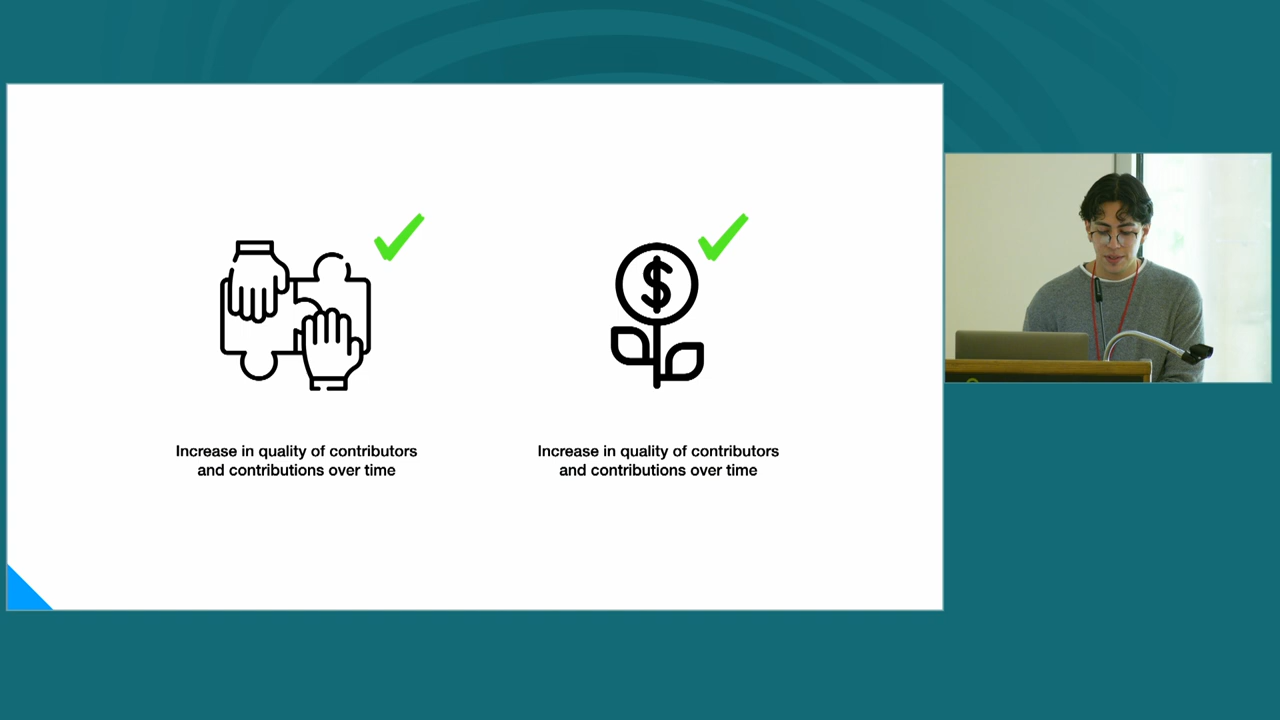 $
Increase in quality of contributors
and contributions over time
Increase in quality of contributors
and contributions over time